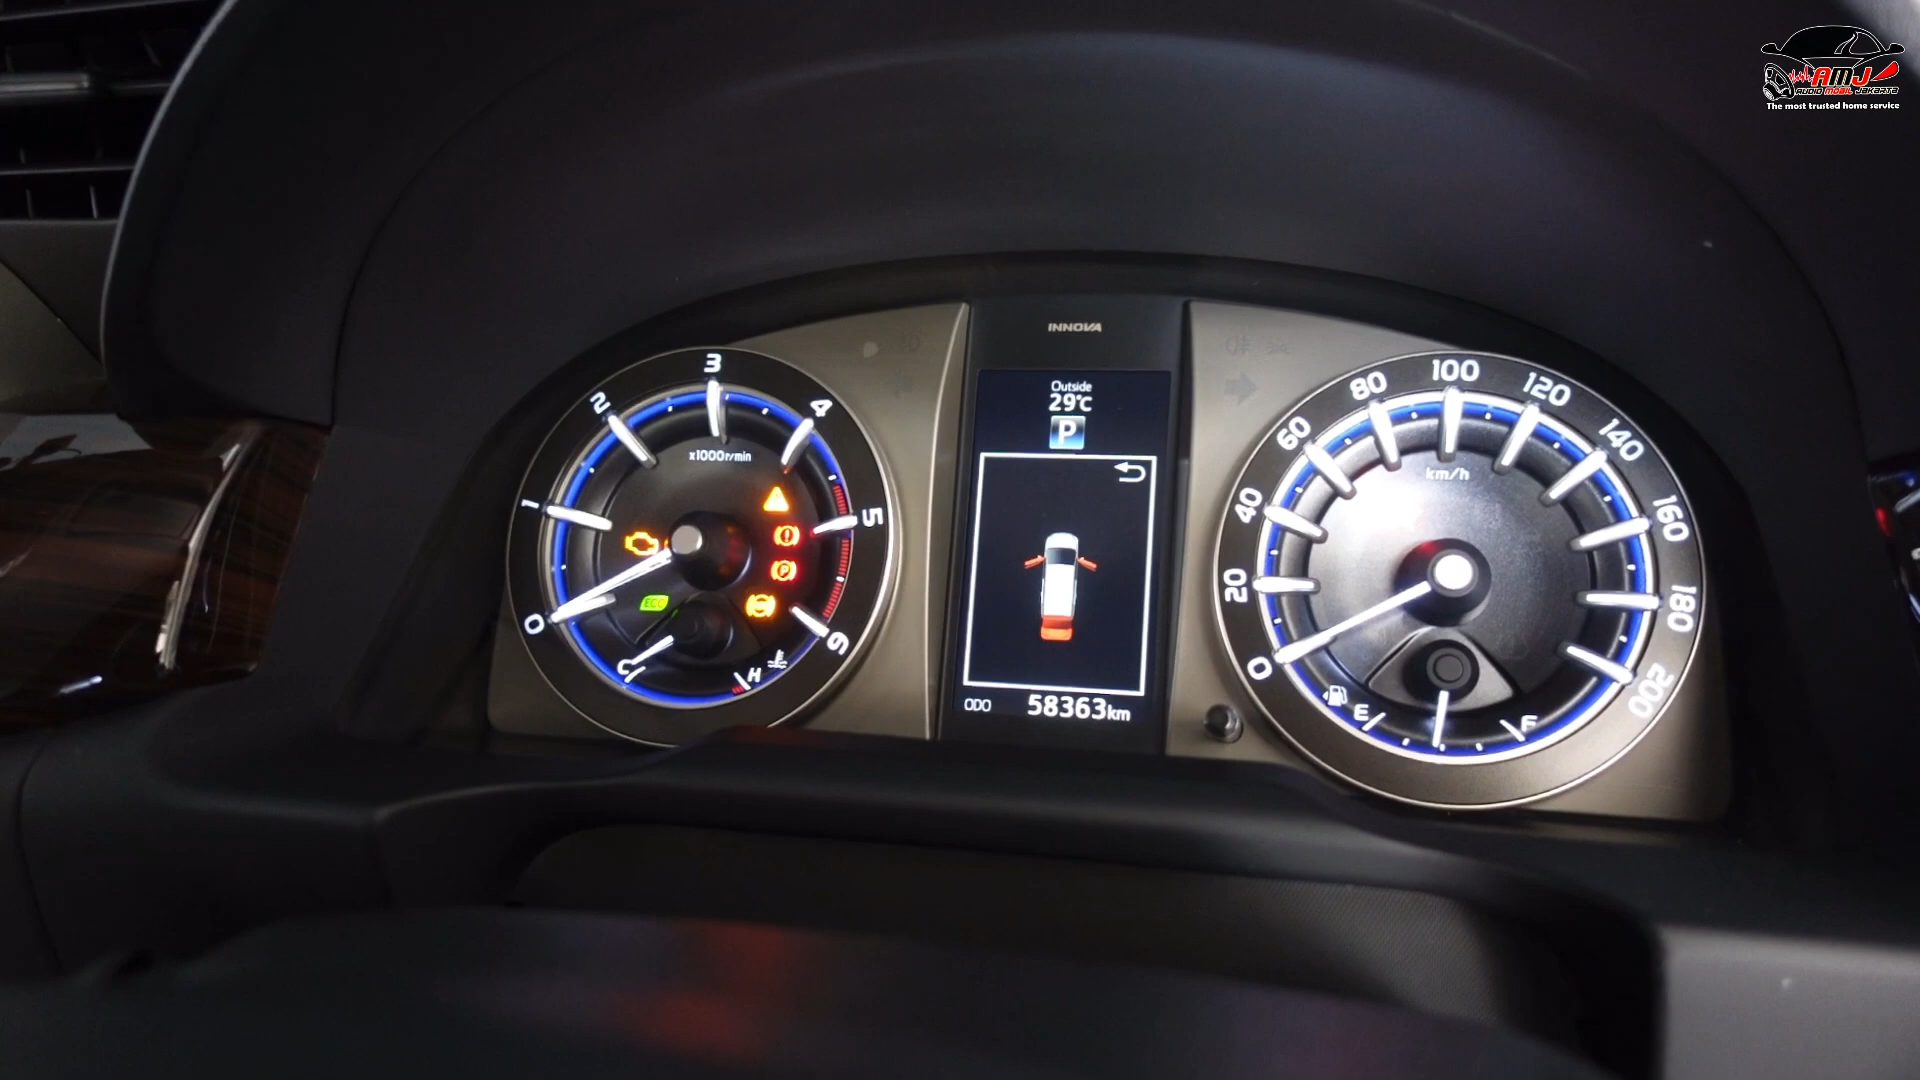 AMJ
AUDIO MOBIL JAKARTA
The most trusted home service
INNOVA
Outside
29°C
P
ODO 58363km
0
1
2
3
4
5
6
x1000r/min
ECO
P
C
H
0
20
40
60
80
100
120
140
160
180
200
km/h
E
F